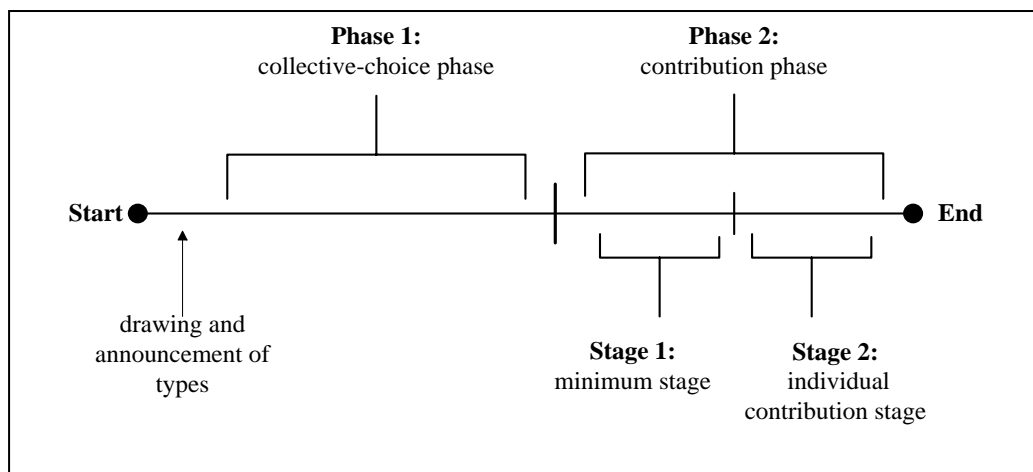 Phase 1:
collective-choice phase
Phase 2:
contribution phase
Start
End
drawing and
announcement of
types
Stage 1:
minimum stage
Stage 2:
individual
contribution stage